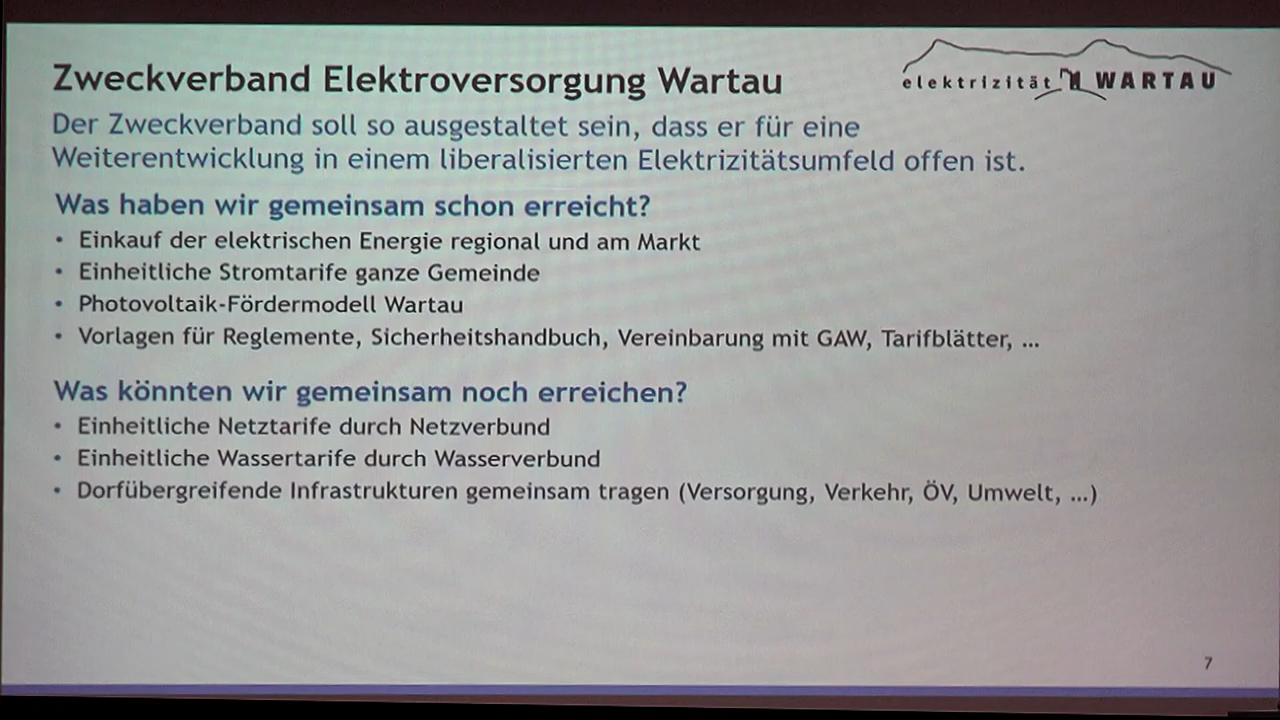 Zweckverband Elektroversorgung Wartau
elektrizität WARTAU
Der Zweckverband soll so ausgestaltet sein, dass er für eine
Weiterentwicklung in einem liberalisierten Elektrizitätsumfeld offen ist.
Was haben wir gemeinsam schon erreicht?
• Einkauf der elektrischen Energie regional und am Markt
• Einheitliche Stromtarife ganze Gemeinde
• Photovoltaik-Fördermodell Wartau
• Vorlagen für Reglemente, Sicherheitshandbuch, Vereinbarung mit GAW, Tarifblätter, ...
Was könnten wir gemeinsam noch erreichen?
• Einheitliche Netztarife durch Netzverbund
• Einheitliche Wassertarife durch Wasserverbund
• Dorfübergreifende Infrastrukturen gemeinsam tragen (Versorgung, Verkehr, ÖV, Umwelt, ...)
7